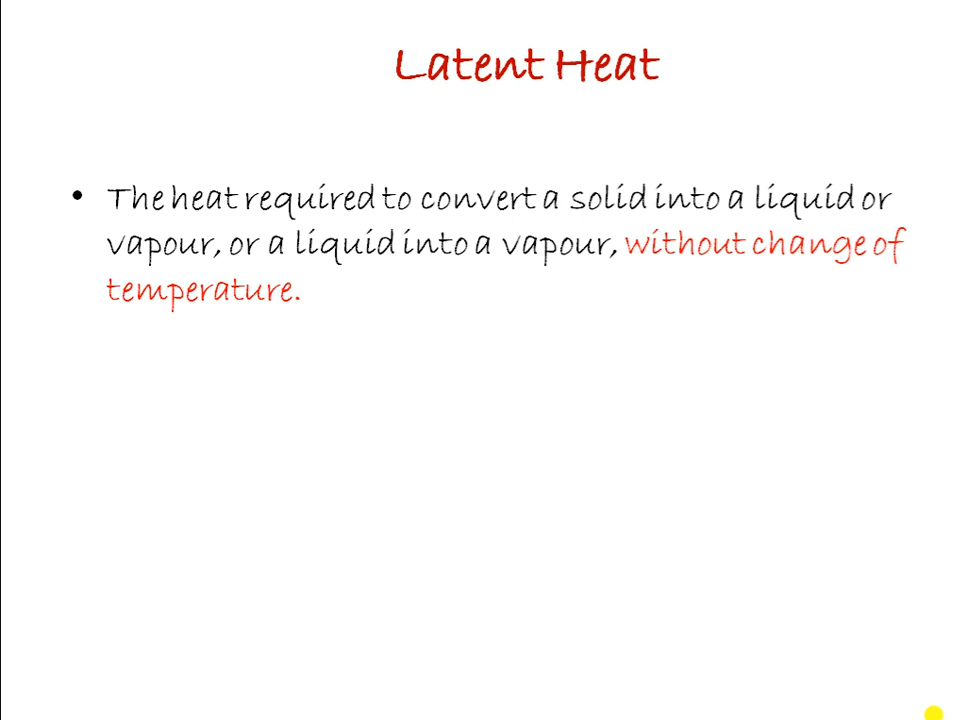 Latent Heat
• The heat required to convert a solid into a liquid or
vapour, or a liquid into a vapour, without change of
temperature.